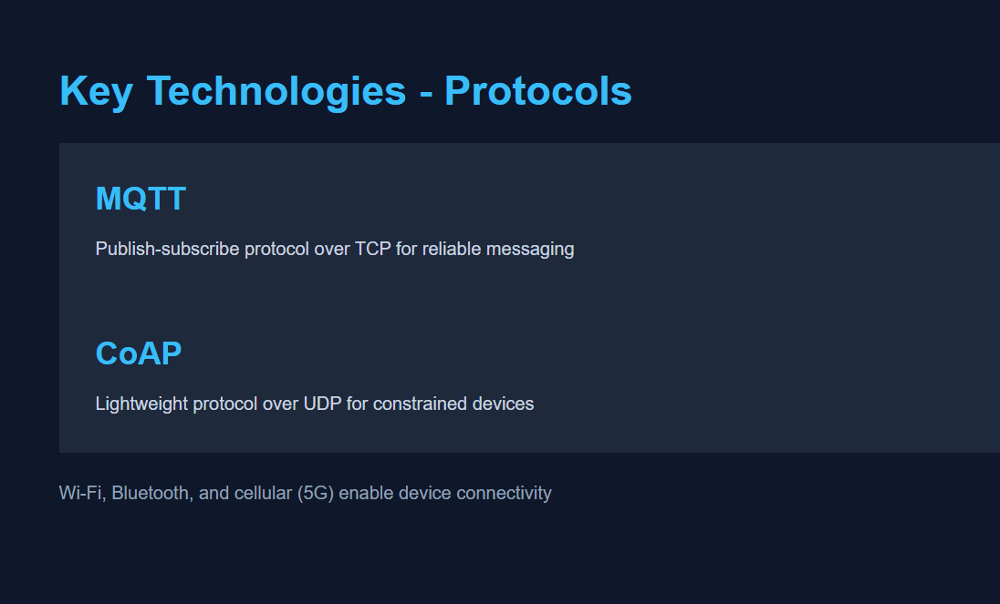 Key Technologies - Protocols
MQTT
Publish-subscribe protocol over TCP for reliable messaging
CoAP
Lightweight protocol over UDP for constrained devices
Wi-Fi, Bluetooth, and cellular (5G) enable device connectivity